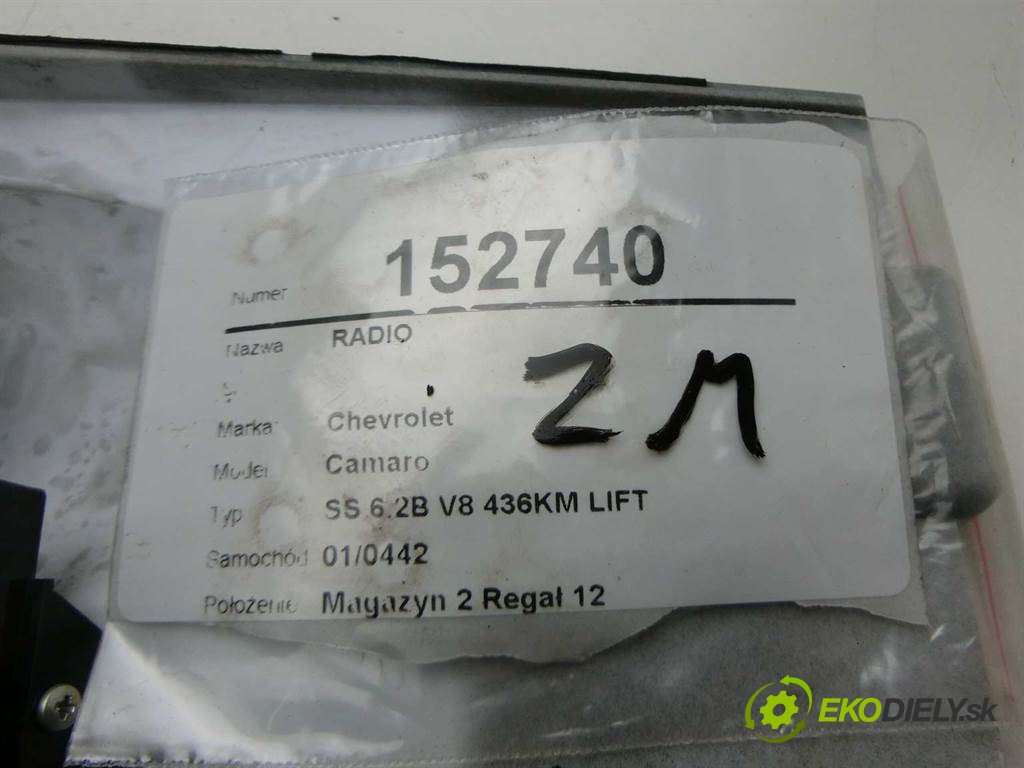 Numer 152740
Nazwa RADIO
2M
Marka Chevrolet
Model Camaro
Typ SS 6.2B V8 436KM LIFT
Samochód 01/0442
Położenie Magazyn 2 Regał 12
EKODIELY.sk